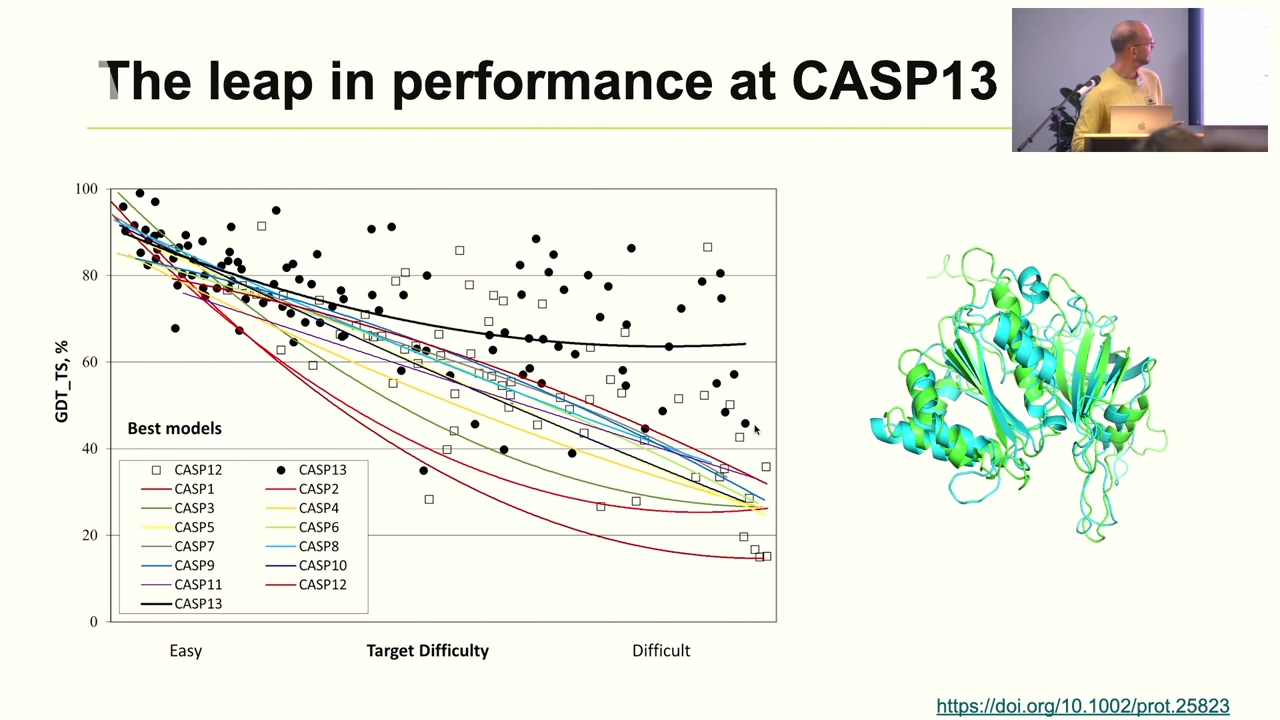 The leap in performance at CASP13
100
80
60
40
20
0
GDT_TS, %
Best models
CASP12 CASP13
CASP1 CASP2
CASP3 CASP4
CASP5 CASP6
CASP7 CASP8
CASP9 CASP10
CASP11 CASP12
CASP13
Easy Target Difficulty Difficult
https://doi.org/10.1002/prot.25823